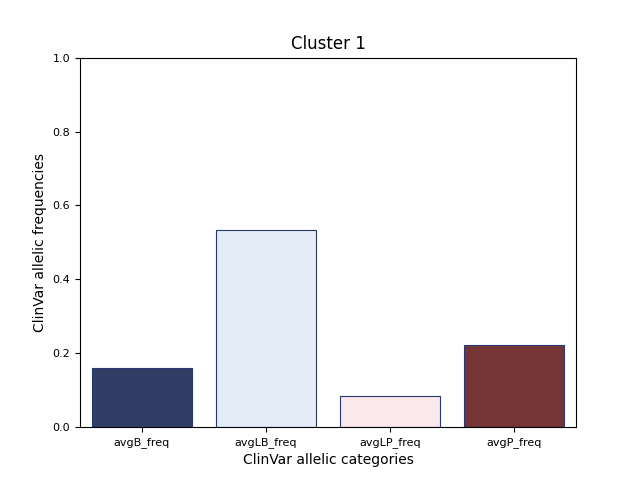 Cluster 1
1.0
0.8
0.6
0.4
0.2
0.0
ClinVar allelic frequencies
avgB_freq avgLB_freq avgLP_freq avgP_freq
ClinVar allelic categories